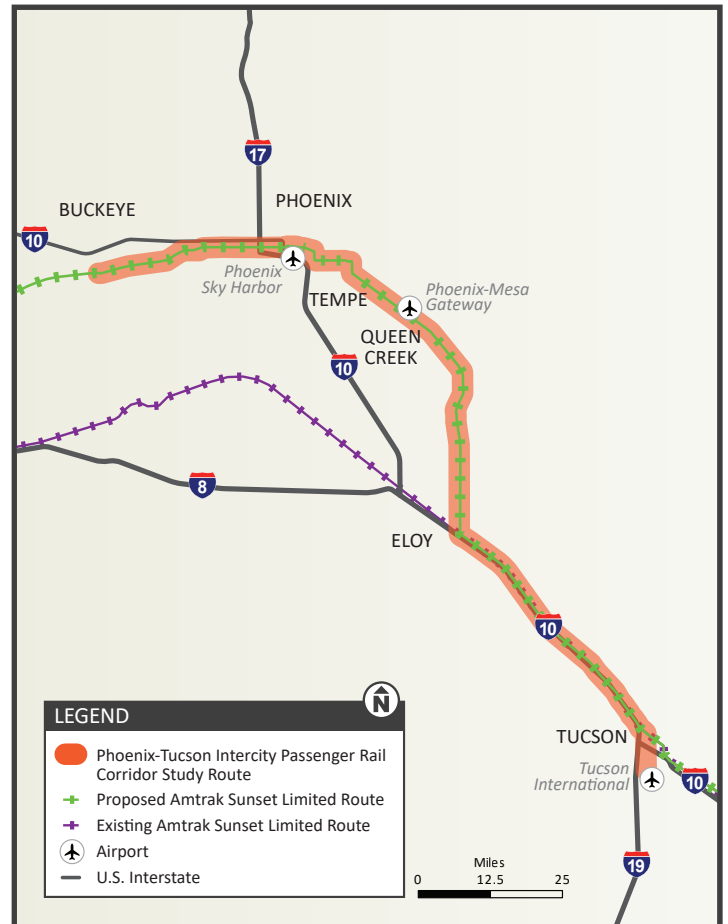 17
BUCKEYE
PHOENIX
10
Phoenix
Sky Harbor
Phoenix-Mesa
Gateway
TEMPE
QUEEN
CREEK
10
8
ELOY
10
N
LEGEND
Phoenix-Tucson Intercity Passenger Rail
Corridor Study Route
Proposed Amtrak Sunset Limited Route
Existing Amtrak Sunset Limited Route
Airport
U.S. Interstate
TUCSON
Tucson
International
10
Miles
0 12.5 25
19